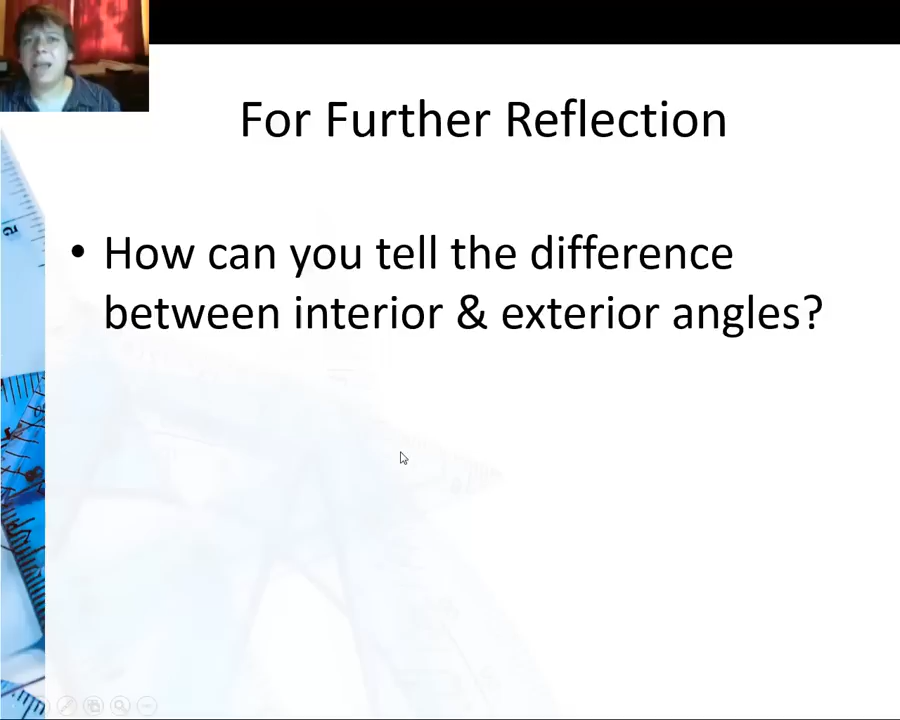 For Further Reflection
• How can you tell the difference
between interior & exterior angles?